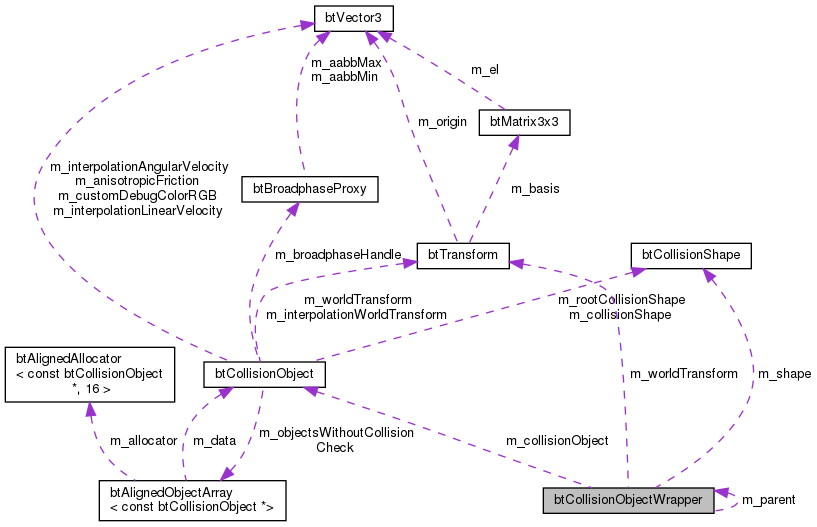 btVector3
m_aabbMax
m_aabbMin
m_el
m_origin
btMatrix3x3
m_interpolationAngularVelocity
m_anisotropicFriction
m_customDebugColorRGB
m_interpolationLinearVelocity
btBroadphaseProxy
m_basis
m_broadphaseHandle
btTransform
btCollisionShape
m_worldTransform
m_interpolationWorldTransform
m_rootCollisionShape
m_collisionShape
btAlignedAllocator
< const btCollisionObject
*, 16 >
btCollisionObject
m_worldTransform
m_shape
m_allocator
m_data
m_objectsWithoutCollision
Check
m_collisionObject
btAlignedObjectArray
< const btCollisionObject *>
btCollisionObjectWrapper
m_parent